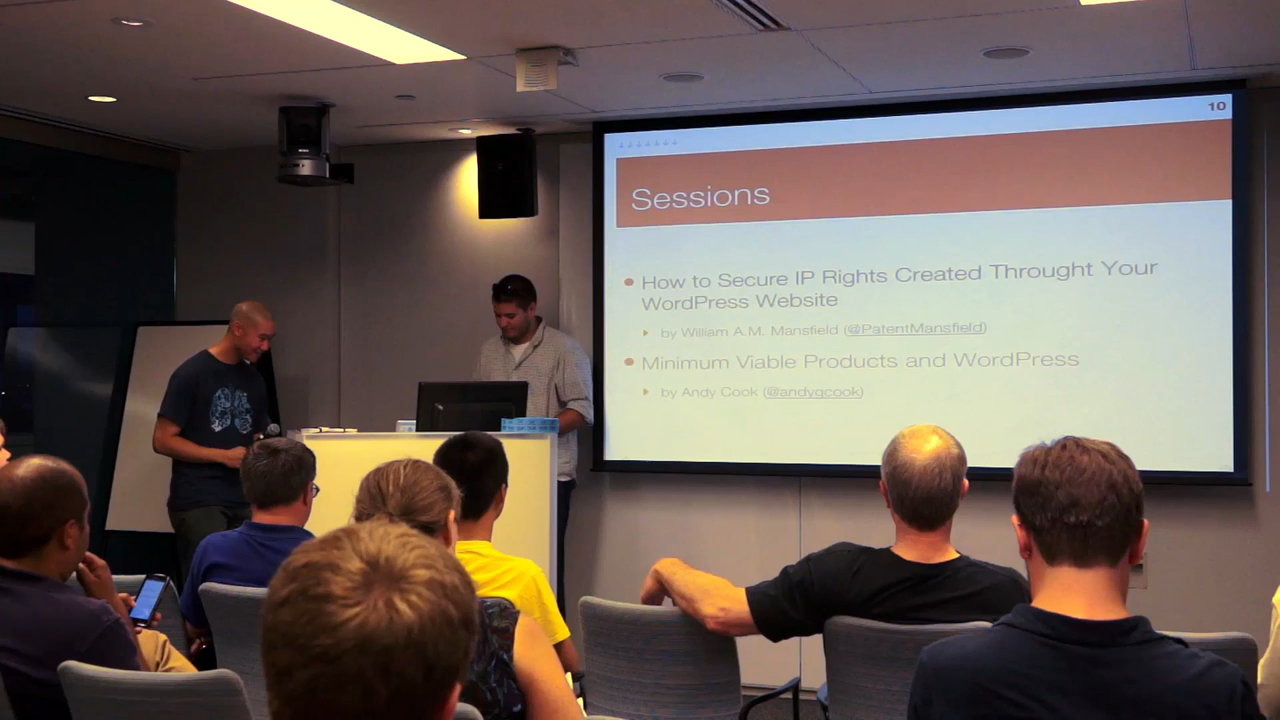 10
Sessions
How to Secure IP Rights Created Throught Your
WordPress Website
by William A.M. Mansfield (@PatentMansfield)
Minimum Viable Products and WordPress
by Andy Cook (@andygcook)